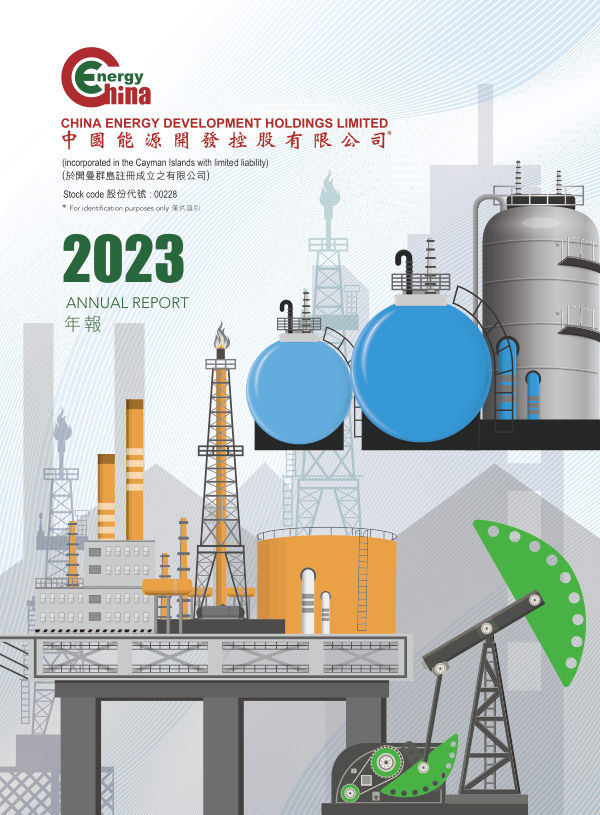 Energy
China
CHINA ENERGY DEVELOPMENT HOLDINGS LIMITED
中國能源開發控股有限公司*
(incorporated in the Cayman Islands with limited liability)
(於開曼群島註冊成立之有限公司)
Stock code 股份代號 : 00228
* For identification purposes only 僅供識別
2023
ANNUAL REPORT
年報